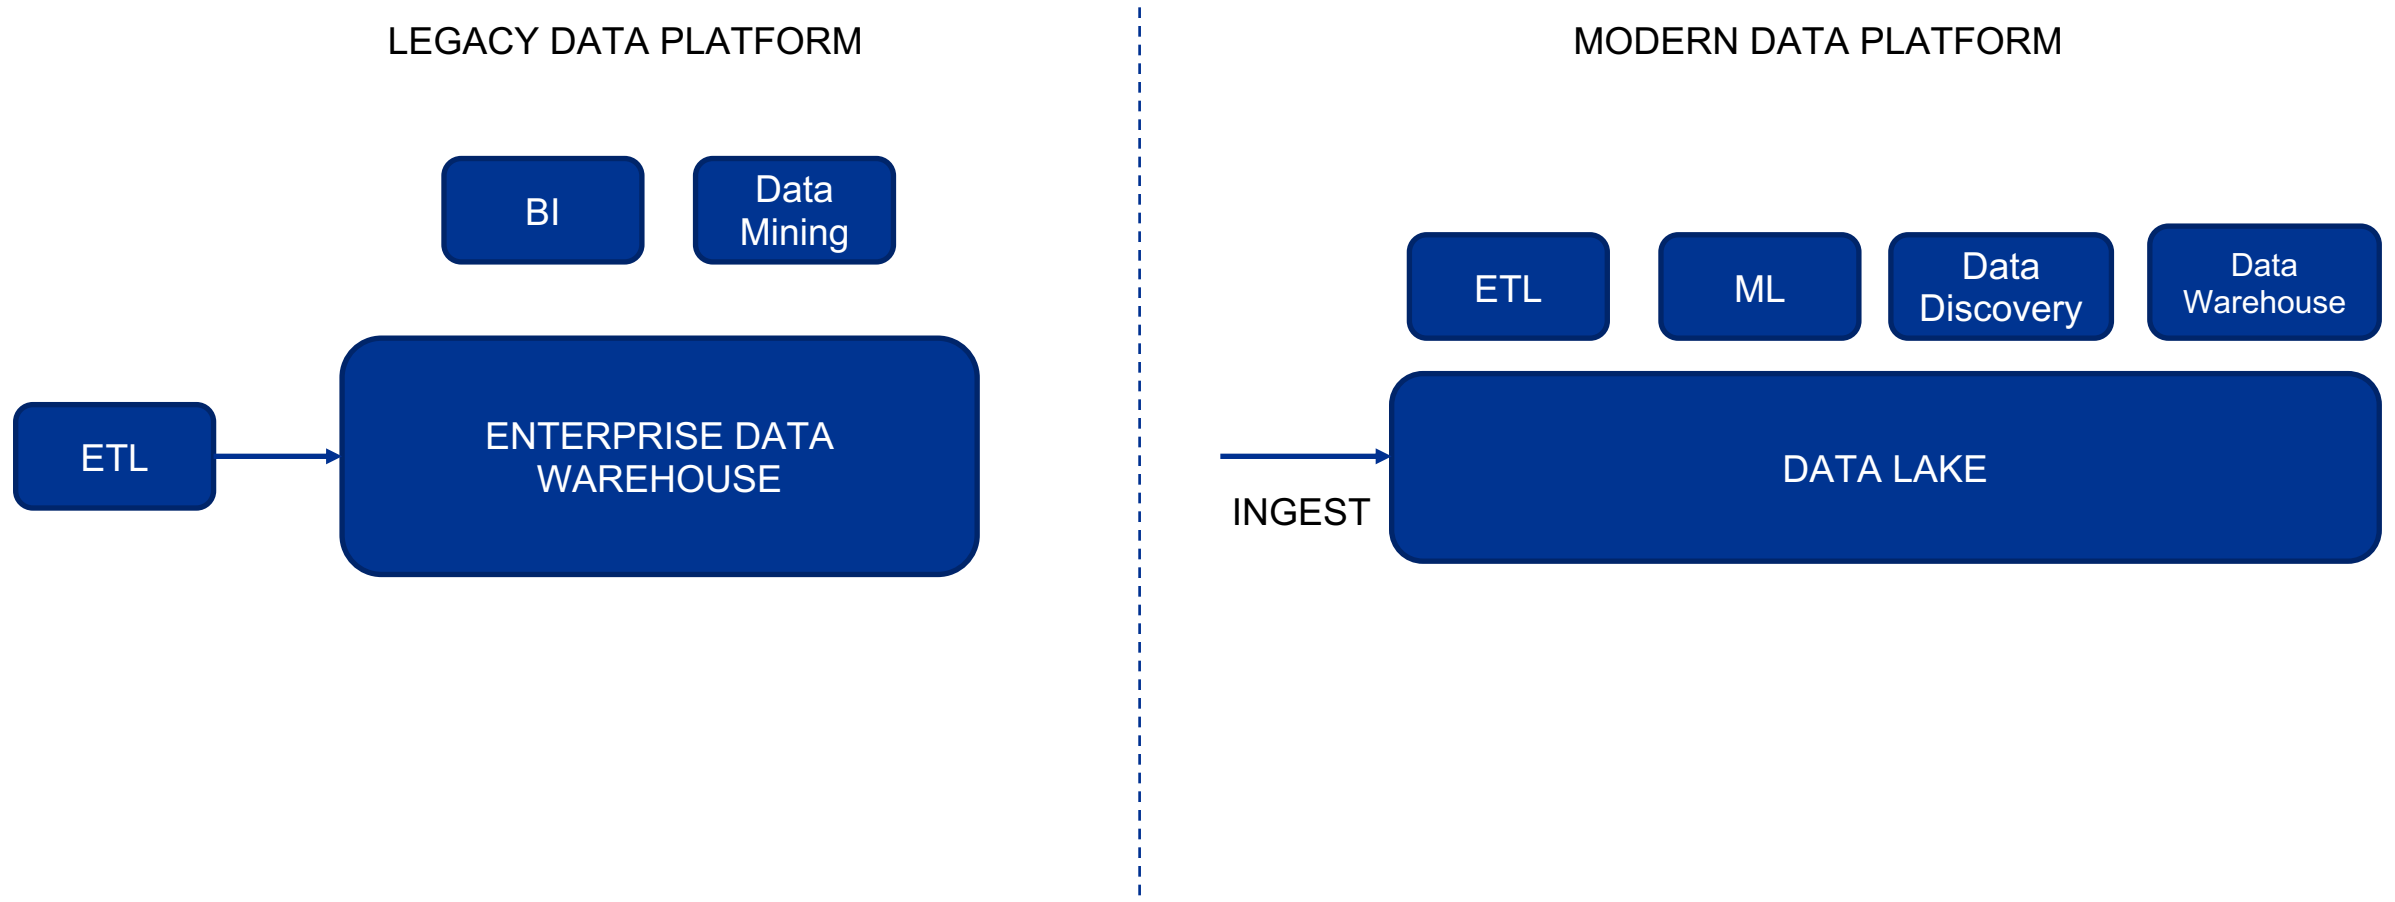 LEGACY DATA PLATFORM
BI
Data
Mining
ETL
ENTERPRISE DATA
WAREHOUSE
MODERN DATA PLATFORM
ETL
ML
Data
Discovery
Data
Warehouse
INGEST
DATA LAKE